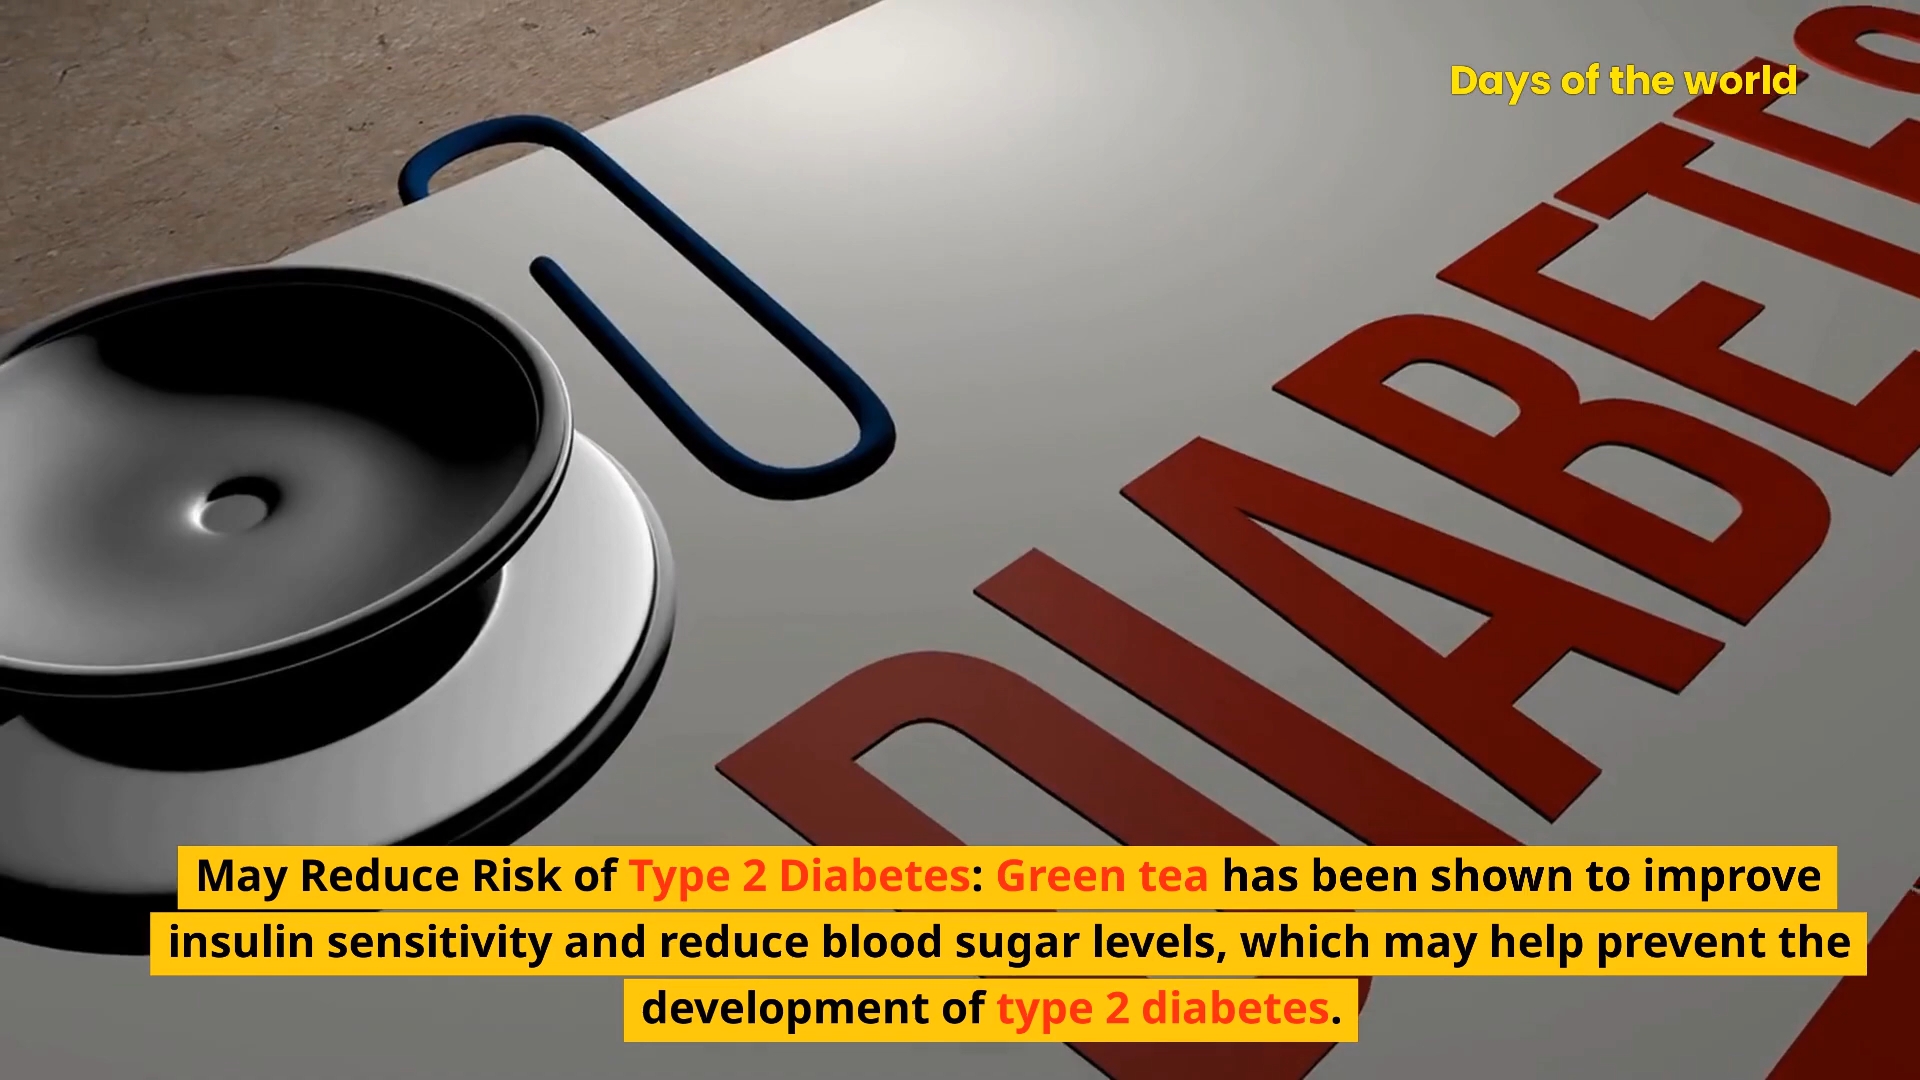 Days of the world
DIABETES
May Reduce Risk of Type 2 Diabetes: Green tea has been shown to improve
insulin sensitivity and reduce blood sugar levels, which may help prevent the
development of type 2 diabetes.